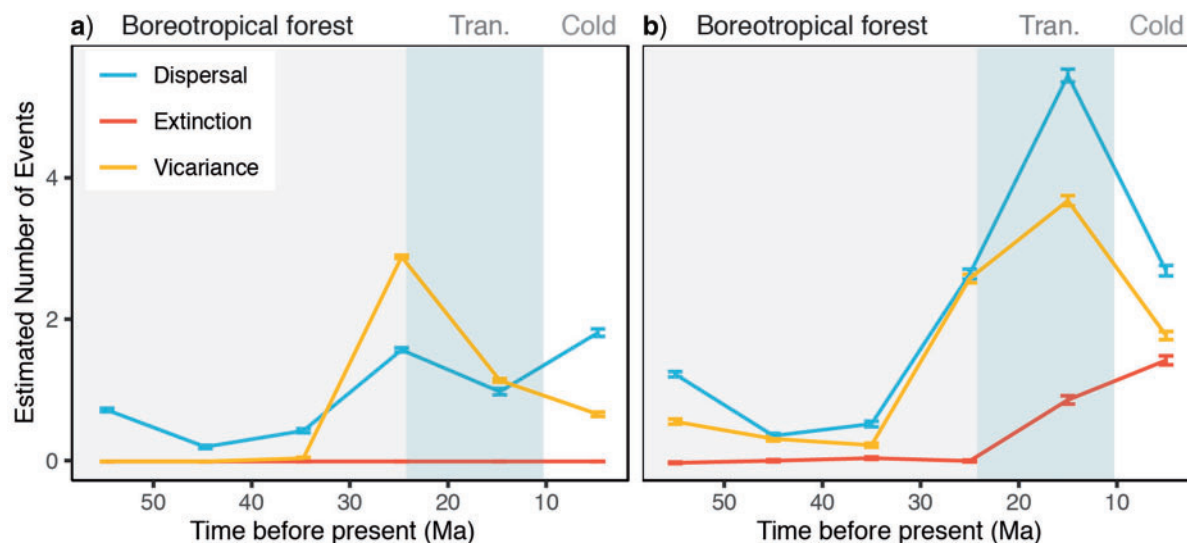 a) Boreotropical forest Tran. Cold b) Boreotropical forest Tran. Cold
Dispersal
Extinction
Vicariance
Estimated Number of Events
4
2
0
50 40 30 20 10 50 40 30 20 10
Time before present (Ma) Time before present (Ma)